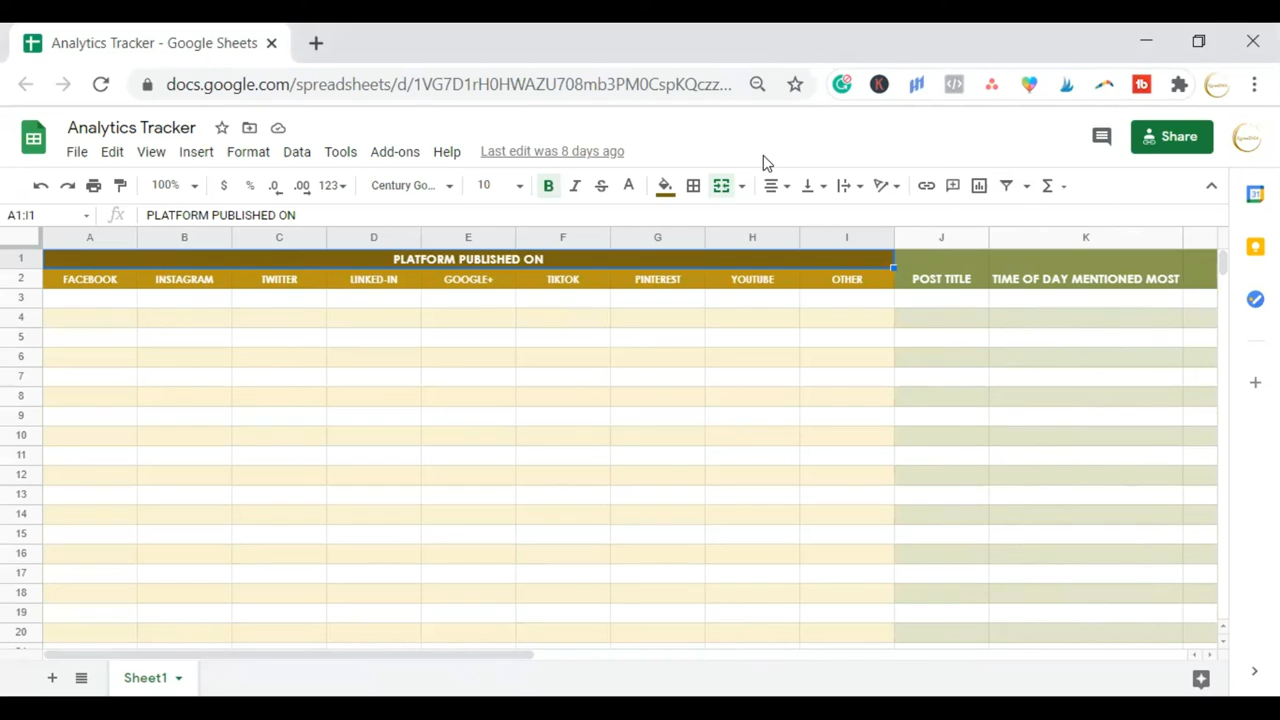 Analytics Tracker - Google Sheets
docs.google.com/spreadsheets/d/1VG7D1rH0HWAZU708mb3PM0CspKQczz...
Analytics Tracker
Share
File Edit View Insert Format Data Tools Add-ons Help Last edit was 8 days ago
100% $ % .0 .00 123 Century Go... 10 B I S A
A1:I1 fx PLATFORM PUBLISHED ON
A B C D E F G H I J K
1 PLATFORM PUBLISHED ON
2 FACEBOOK INSTAGRAM TWITTER LINKED-IN GOOGLE+ TIKTOK PINTEREST YOUTUBE OTHER POST TITLE TIME OF DAY MENTIONED MOST
3
4
5
6
7
8
9
10
11
12
13
14
15
16
17
18
19
20
Sheet1